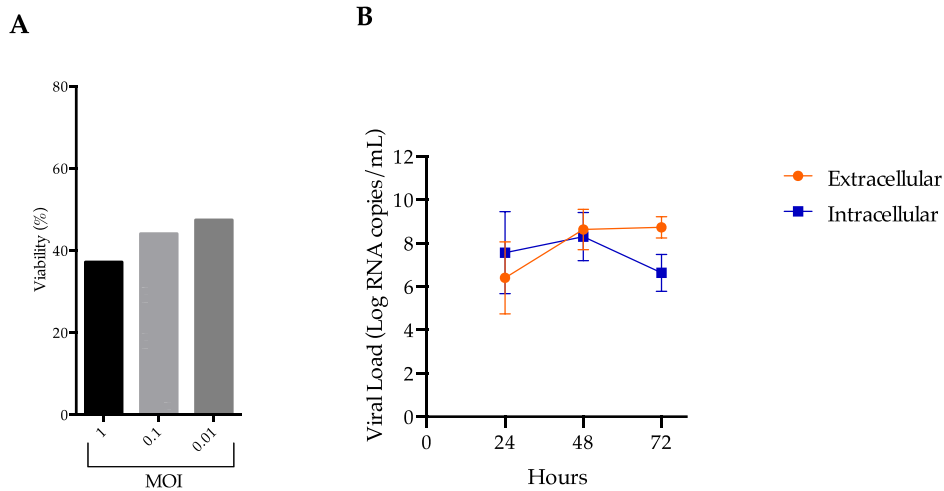 A
80
60
40
20
0
Viability (%)
1
0.1
0.01
MOI
B
12
10
8
6
4
2
0
Viral Load (Log RNA copies/mL)
0
24
48
72
Hours
Extracellular
Intracellular